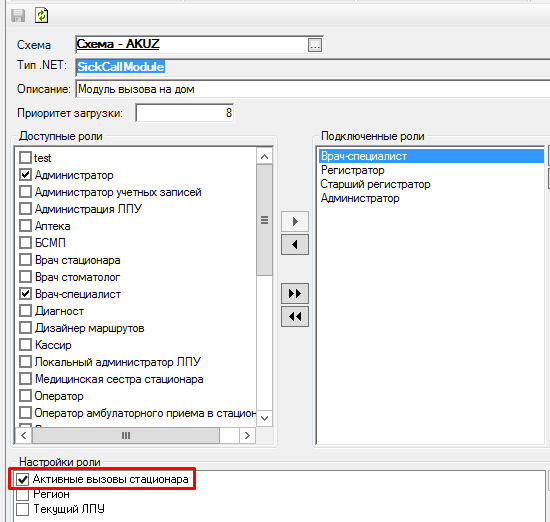 Схема
Схема - AKUZ
...
Тип .NET:
SickCallModule
Описание:
Модуль вызова на дом
Приоритет загрузки:
8
Доступные роли
test
Администратор
Администратор учетных записей
Администрация ЛПУ
Аптека
БСМП
Врач стационара
Врач стоматолог
Врач-специалист
Диагност
Дизайнер маршрутов
Кассир
Локальный администратор ЛПУ
Медицинская сестра стационара
Оператор
Оператор амбулаторного приема в стацион
Подключенные роли
Врач-специалист
Регистратор
Старший регистратор
Администратор
Настройки роли
Активные вызовы стационара
Регион
Текущий ЛПУ